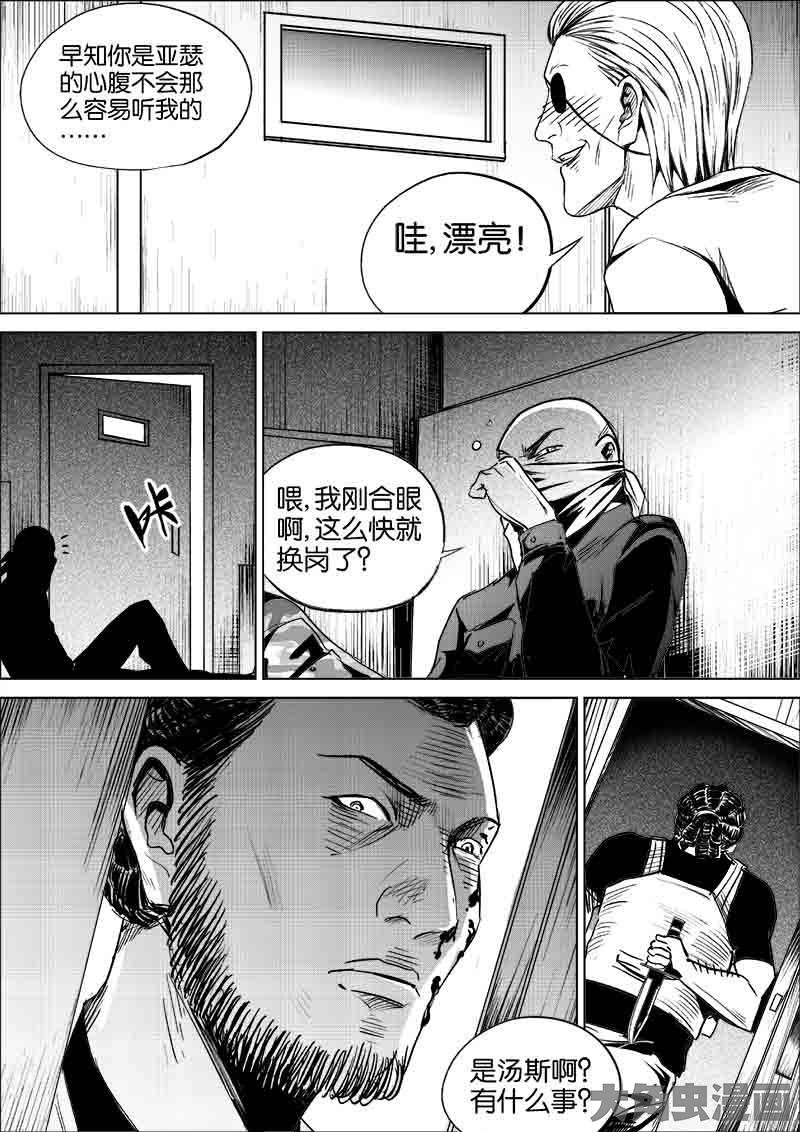 早知你是亚瑟
的心腹不会那
么容易听我的
……
哇,漂亮!
咔
喂,我刚合眼
啊,这么快就
换岗了?
是汤斯啊?
有什么事?
大角虫漫画